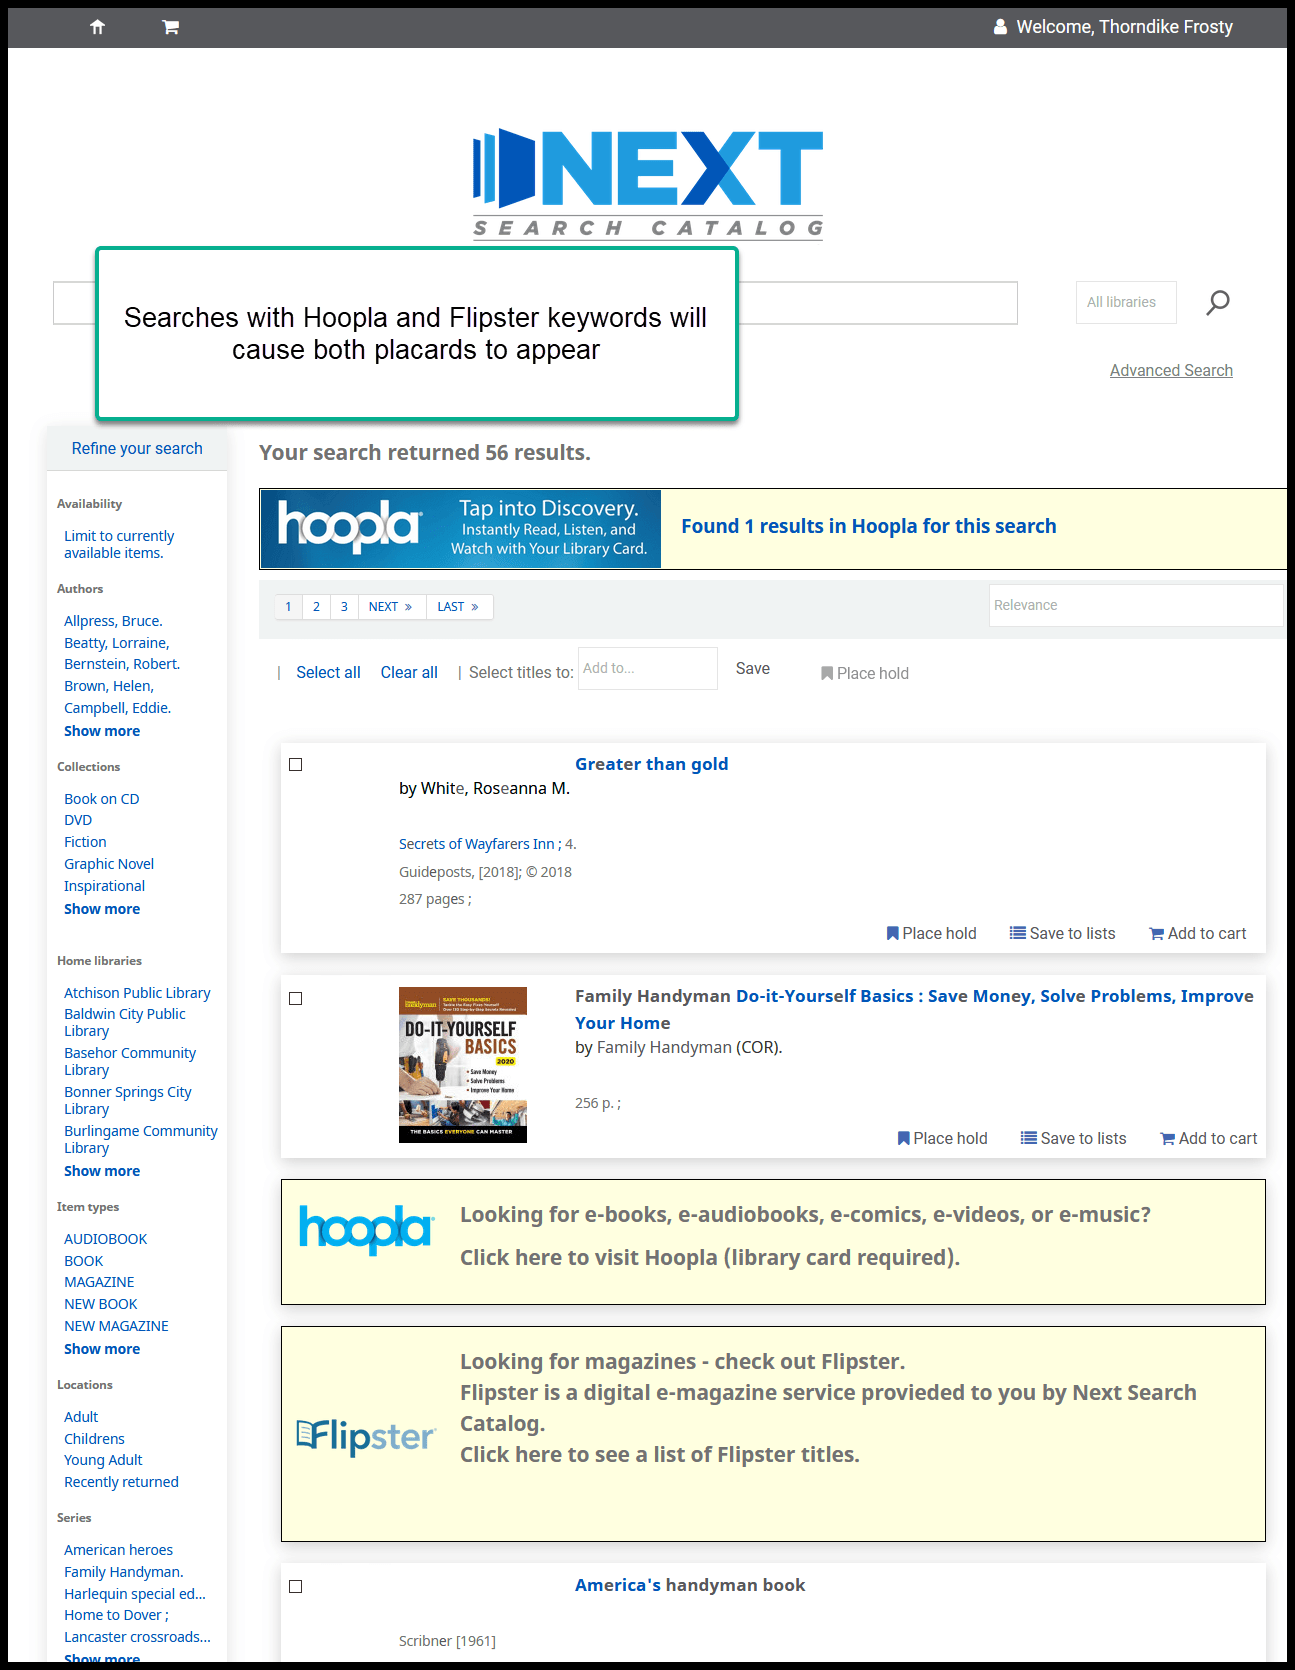 Welcome, Thorndike Frosty
NEXT
SEARCH CATALOG
Searches with Hoopla and Flipster keywords will
cause both placards to appear
All libraries
Advanced Search
Refine your search
Availability
Limit to currently
available items.
Authors
Allpress, Bruce.
Beatty, Lorraine,
Bernstein, Robert.
Brown, Helen,
Campbell, Eddie.
Show more
Collections
Book on CD
DVD
Fiction
Graphic Novel
Inspirational
Show more
Home libraries
Atchison Public Library
Baldwin City Public
Library
Basehor Community
Library
Bonner Springs City
Library
Burlingame Community
Library
Show more
Item types
AUDIOBOOK
BOOK
MAGAZINE
NEW BOOK
NEW MAGAZINE
Show more
Locations
Adult
Childrens
Young Adult
Recently returned
Series
American heroes
Family Handyman.
Harlequin special ed...
Home to Dover ;
Lancaster crossroads...
Show more
Your search returned 56 results.
hoopla
Tap into Discovery.
Instantly Read, Listen, and
Watch with Your Library Card.
Found 1 results in Hoopla for this search
1 2 3 NEXT » LAST »
Relevance
| Select all Clear all | Select titles to: Add to... Save Place hold
Greater than gold
by White, Roseanna M.
Secrets of Wayfarers Inn ; 4.
Guideposts, [2018]; © 2018
287 pages ;
Place hold Save to lists Add to cart
handyman
SAVE THOUSANDS!
DO-IT-YOURSELF
BASICS
2020
• Save Money
• Solve Problems
• Improve Your Home
THE BASICS EVERYONE CAN MASTER
Family Handyman Do-it-Yourself Basics : Save Money, Solve Problems, Improve
Your Home
by Family Handyman (COR).
256 p. ;
Place hold Save to lists Add to cart
hoopla
Looking for e-books, e-audiobooks, e-comics, e-videos, or e-music?
Click here to visit Hoopla (library card required).
Flipster
Looking for magazines - check out Flipster.
Flipster is a digital e-magazine service provieded to you by Next Search
Catalog.
Click here to see a list of Flipster titles.
America's handyman book
Scribner [1961]